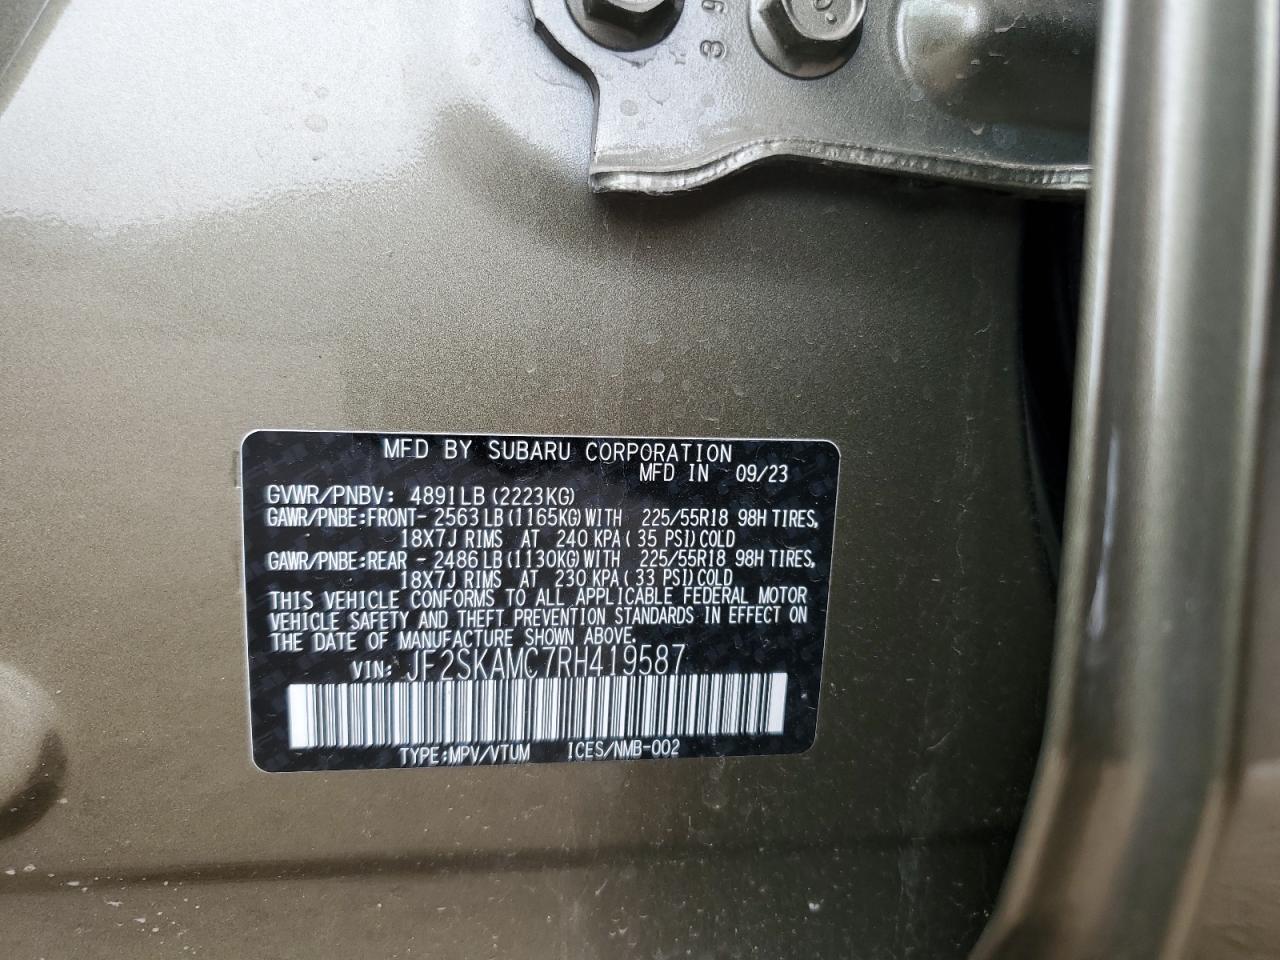 39
MFD BY SUBARU CORPORATION
MFD IN 09/23
GVWR/PNBV: 4891LB (2223KG)
GAWR/PNBE:FRONT- 2563LB (1165KG) WITH 225/55R18 98H TIRES,
18X7J RIMS AT 240 KPA ( 35 PSI) COLD
GAWR/PNBE:REAR - 2486LB (1130KG) WITH 225/55R18 98H TIRES,
18X7J RIMS AT 230 KPA ( 33 PSI) COLD
THIS VEHICLE CONFORMS TO ALL APPLICABLE FEDERAL MOTOR
VEHICLE SAFETY AND THEFT PREVENTION STANDARDS IN EFFECT ON
THE DATE OF MANUFACTURE SHOWN ABOVE.
VIN: JF2SKAMC7RH419587
TYPE:MPV/VTUM ICES/NMB-002